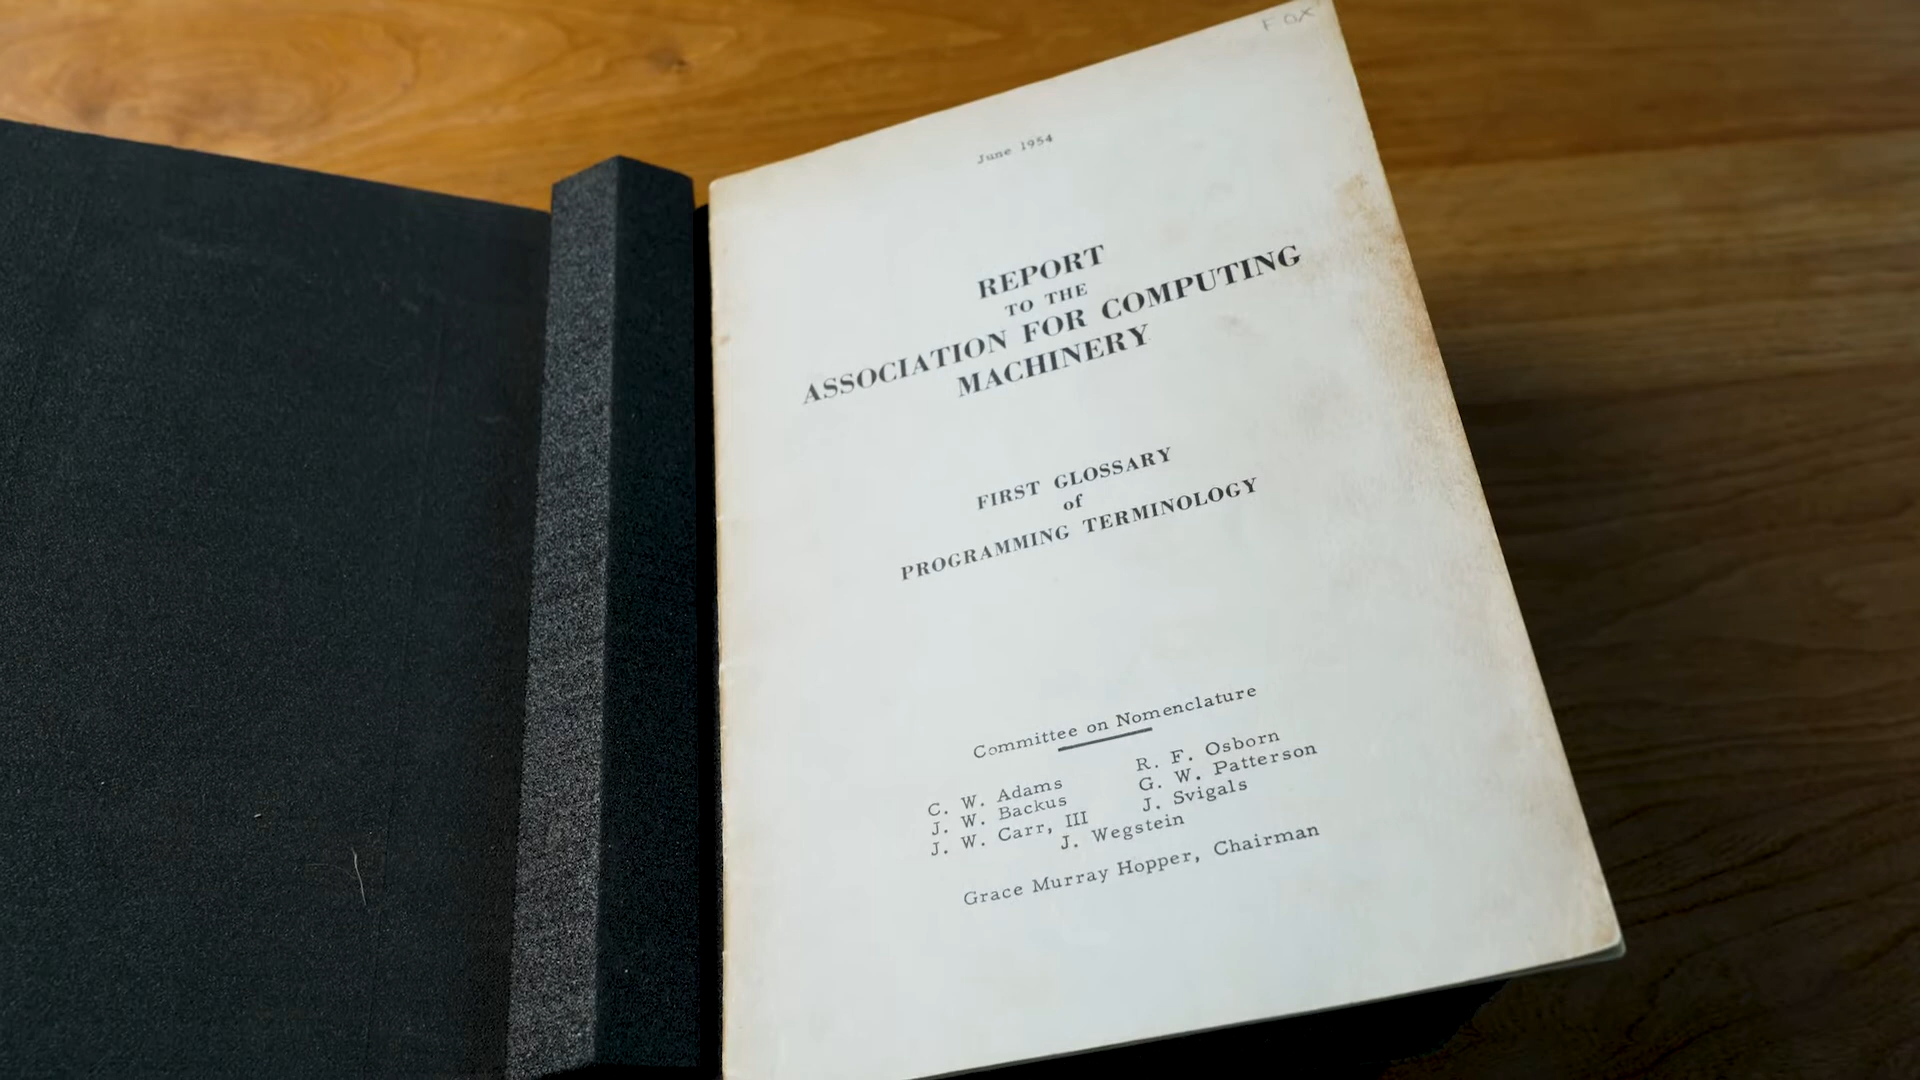 FOX
June 1954
REPORT
TO THE
ASSOCIATION FOR COMPUTING
MACHINERY
FIRST GLOSSARY
of
PROGRAMMING TERMINOLOGY
Committee on Nomenclature
C. W. Adams R. F. Osborn
J. W. Backus G. W. Patterson
J. W. Carr, III J. Svigals
J. Wegstein
Grace Murray Hopper, Chairman